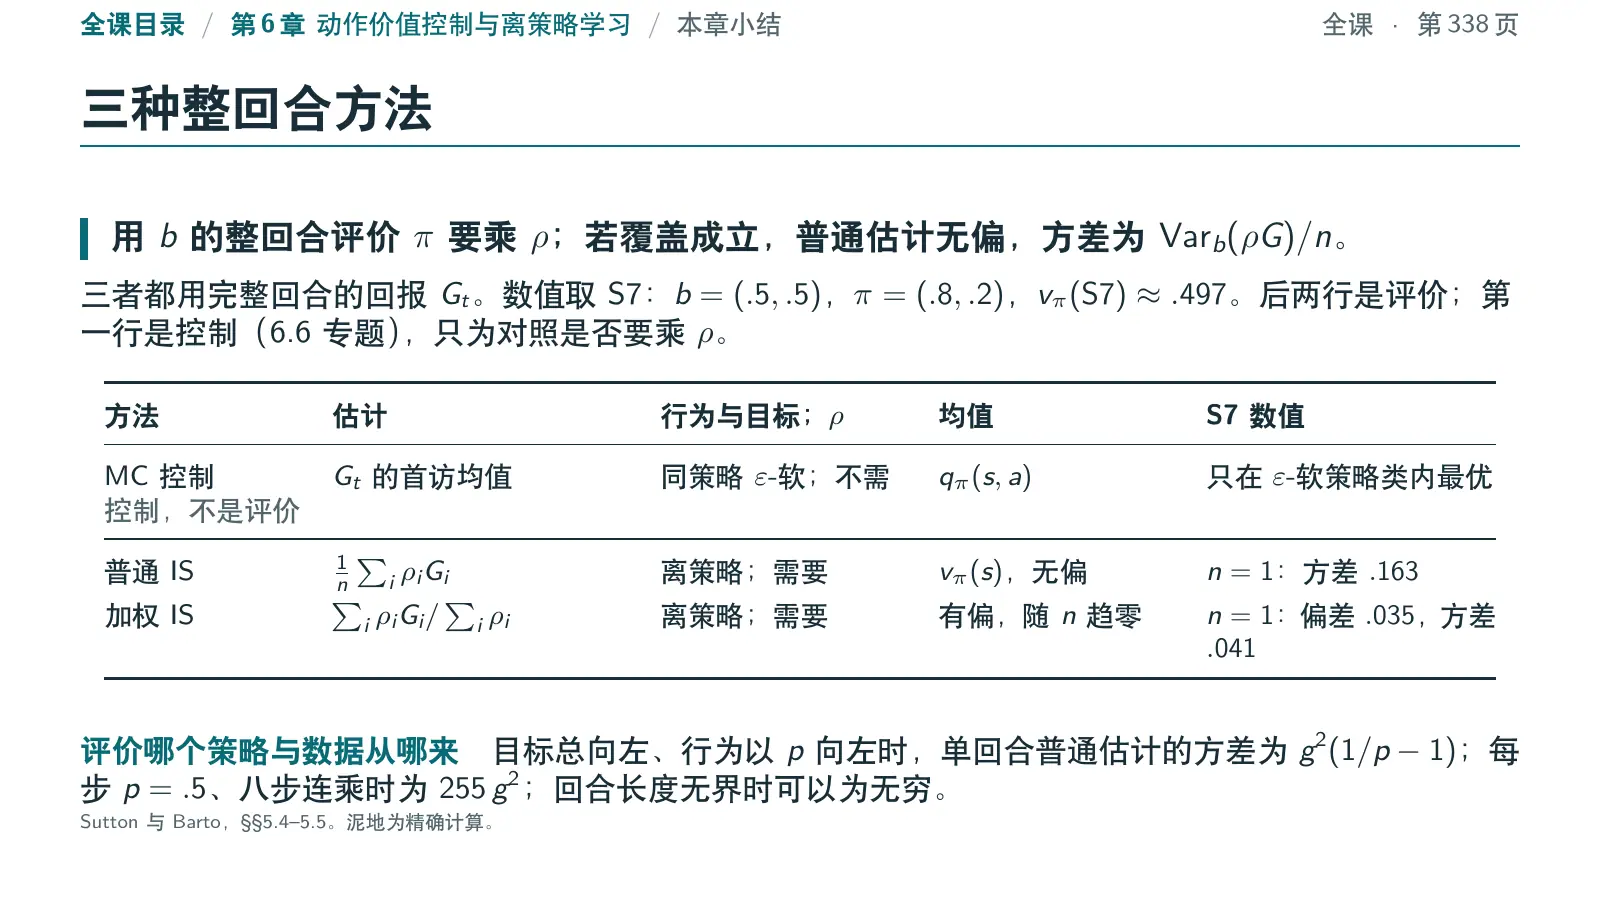 全课目录 / 第 6 章 动作价值控制与离策略学习 / 本章小结
全课 · 第 338 页
三种整回合方法
用 b 的整回合评价 π 要乘 ρ；若覆盖成立，普通估计无偏，方差为 Var_b(ρG)/n。
三者都用完整回合的回报 G_t。数值取 S7：b = (.5, .5)，π = (.8, .2)，v_π(S7) ≈ .497。后两行是评价；第
一行是控制（6.6 专题），只为对照是否要乘 ρ。
方法 估计 行为与目标；ρ 均值 S7 数值
MC 控制 G_t 的首访均值 同策略 ε-软；不需 q_π(s, a) 只在 ε-软策略类内最优
控制，不是评价
普通 IS 1/n ∑_i ρ_i G_i 离策略；需要 v_π(s)，无偏 n = 1：方差 .163
加权 IS ∑_i ρ_i G_i / ∑_i ρ_i 离策略；需要 有偏，随 n 趋零 n = 1：偏差 .035，方差
.041
评价哪个策略与数据从哪来 目标总向左、行为以 p 向左时，单回合普通估计的方差为 g²(1/p − 1)；每
步 p = .5、八步连乘时为 255 g²；回合长度无界时可以为无穷。
Sutton 与 Barto，§§5.4–5.5。泥地为精确计算。